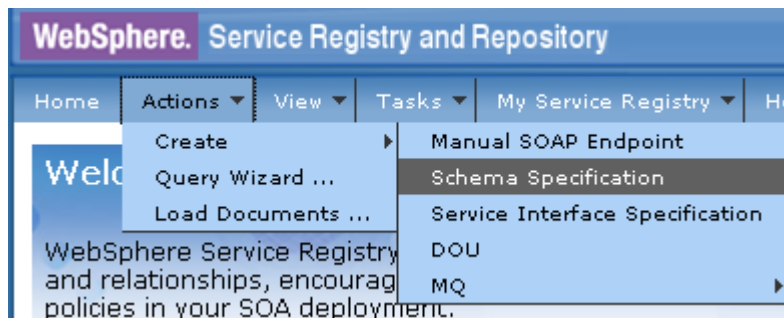 WebSphere. Service Registry and Repository
Home Actions View Tasks My Service Registry
Create
Query Wizard ...
Load Documents ...
Manual SOAP Endpoint
Schema Specification
Service Interface Specification
DOU
MQ
WebSphere Service Registry
and relationships, encourag
policies in your SOA deployment.